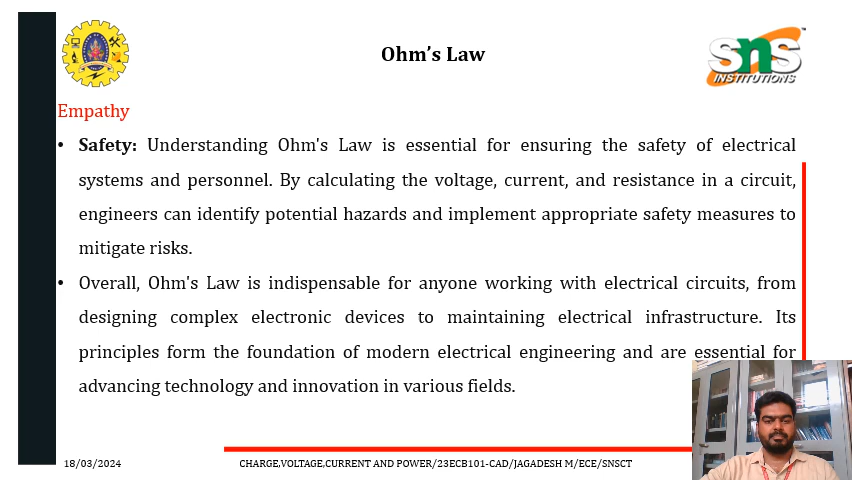 Ohm's Law
sns
INSTITUTIONS
Empathy
• Safety: Understanding Ohm's Law is essential for ensuring the safety of electrical
systems and personnel. By calculating the voltage, current, and resistance in a circuit,
engineers can identify potential hazards and implement appropriate safety measures to
mitigate risks.
• Overall, Ohm's Law is indispensable for anyone working with electrical circuits, from
designing complex electronic devices to maintaining electrical infrastructure. Its
principles form the foundation of modern electrical engineering and are essential for
advancing technology and innovation in various fields.
18/03/2024
CHARGE,VOLTAGE,CURRENT AND POWER/23ECB101-CAD/JAGADESH M/ECE/SNSCT